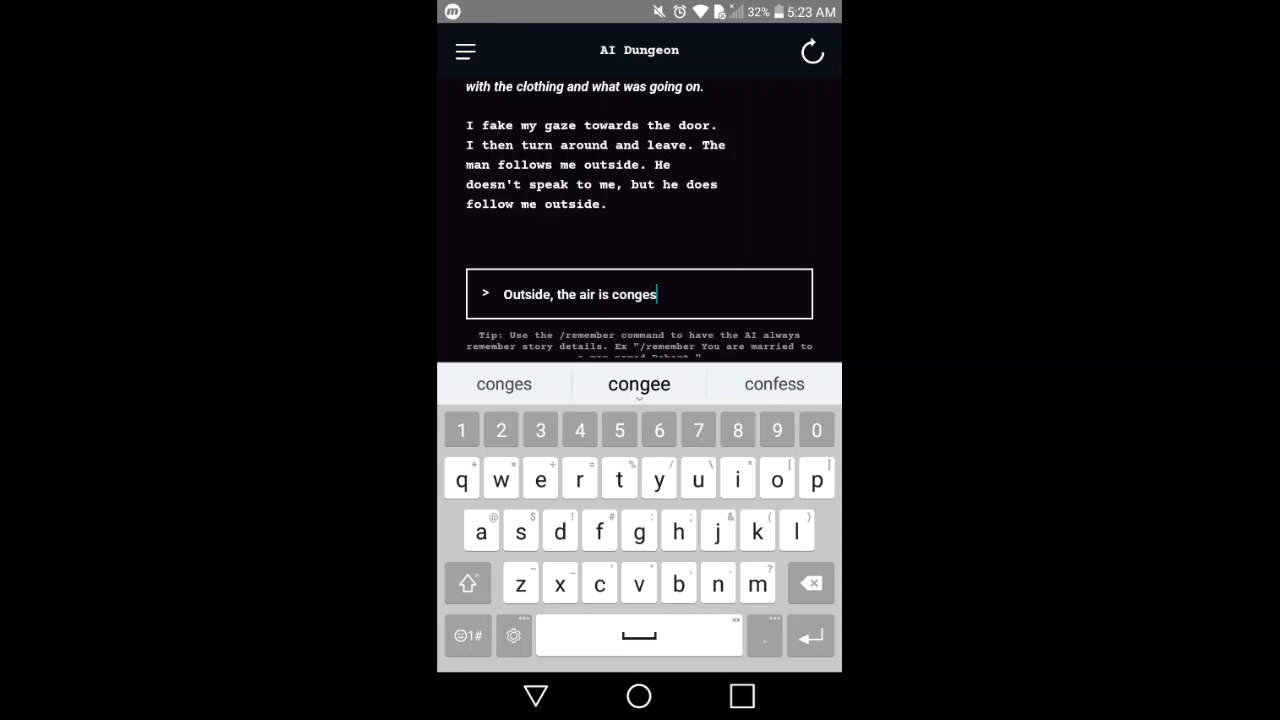 32% 5:23 AM
AI Dungeon
with the clothing and what was going on.
I fake my gaze towards the door.
I then turn around and leave. The
man follows me outside. He
doesn't speak to me, but he does
follow me outside.
> Outside, the air is conges
Tip: Use the /remember command to have the AI always
remember story details. Ex "/remember You are married to
a man named Robert."
conges congee confess
1 2 3 4 5 6 7 8 9 0
q w e r t y u i o p
a s d f g h j k l
z x c v b n m
1# .